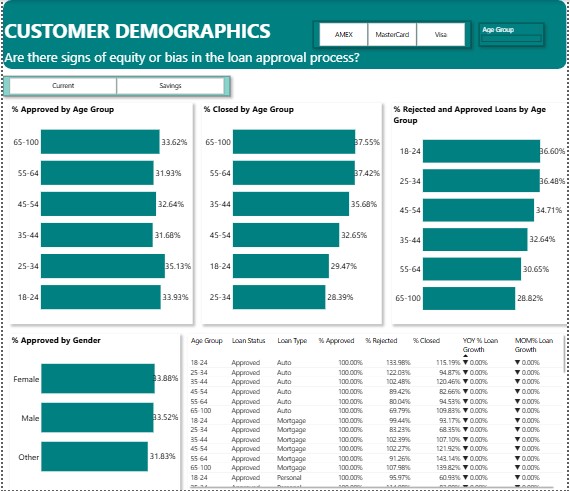 CUSTOMER DEMOGRAPHICS
AMEX MasterCard Visa
Age Group
Are there signs of equity or bias in the loan approval process?
Current Savings
% Approved by Age Group
65-100 33.62%
55-64 31.93%
45-54 32.64%
35-44 31.68%
25-34 35.13%
18-24 33.93%
% Closed by Age Group
65-100 37.55%
55-64 37.42%
35-44 35.68%
45-54 32.65%
18-24 29.47%
25-34 28.39%
% Rejected and Approved Loans by Age
Group
18-24 36.60%
25-34 36.48%
45-54 34.71%
35-44 32.64%
55-64 30.65%
65-100 28.82%
% Approved by Gender
Female 33.88%
Male 33.52%
Other 31.83%
Age Group Loan Status Loan Type % Approved % Rejected % Closed YOY % Loan Growth MOM% Loan Growth
18-24 Approved Auto 100.00% 133.98% 115.19% ▼ 0.00% ▼ 0.00%
25-34 Approved Auto 100.00% 122.03% 94.87% ▼ 0.00% ▼ 0.00%
35-44 Approved Auto 100.00% 102.48% 120.46% ▼ 0.00% ▼ 0.00%
45-54 Approved Auto 100.00% 89.42% 82.66% ▼ 0.00% ▼ 0.00%
55-64 Approved Auto 100.00% 80.04% 94.53% ▼ 0.00% ▼ 0.00%
65-100 Approved Auto 100.00% 69.79% 109.83% ▼ 0.00% ▼ 0.00%
18-24 Approved Mortgage 100.00% 99.44% 93.17% ▼ 0.00% ▼ 0.00%
25-34 Approved Mortgage 100.00% 83.23% 68.35% ▼ 0.00% ▼ 0.00%
35-44 Approved Mortgage 100.00% 102.39% 107.10% ▼ 0.00% ▼ 0.00%
45-54 Approved Mortgage 100.00% 102.27% 121.92% ▼ 0.00% ▼ 0.00%
55-64 Approved Mortgage 100.00% 91.26% 143.14% ▼ 0.00% ▼ 0.00%
65-100 Approved Mortgage 100.00% 107.98% 139.82% ▼ 0.00% ▼ 0.00%
18-24 Approved Personal 100.00% 95.97% 60.93% ▼ 0.00% ▼ 0.00%